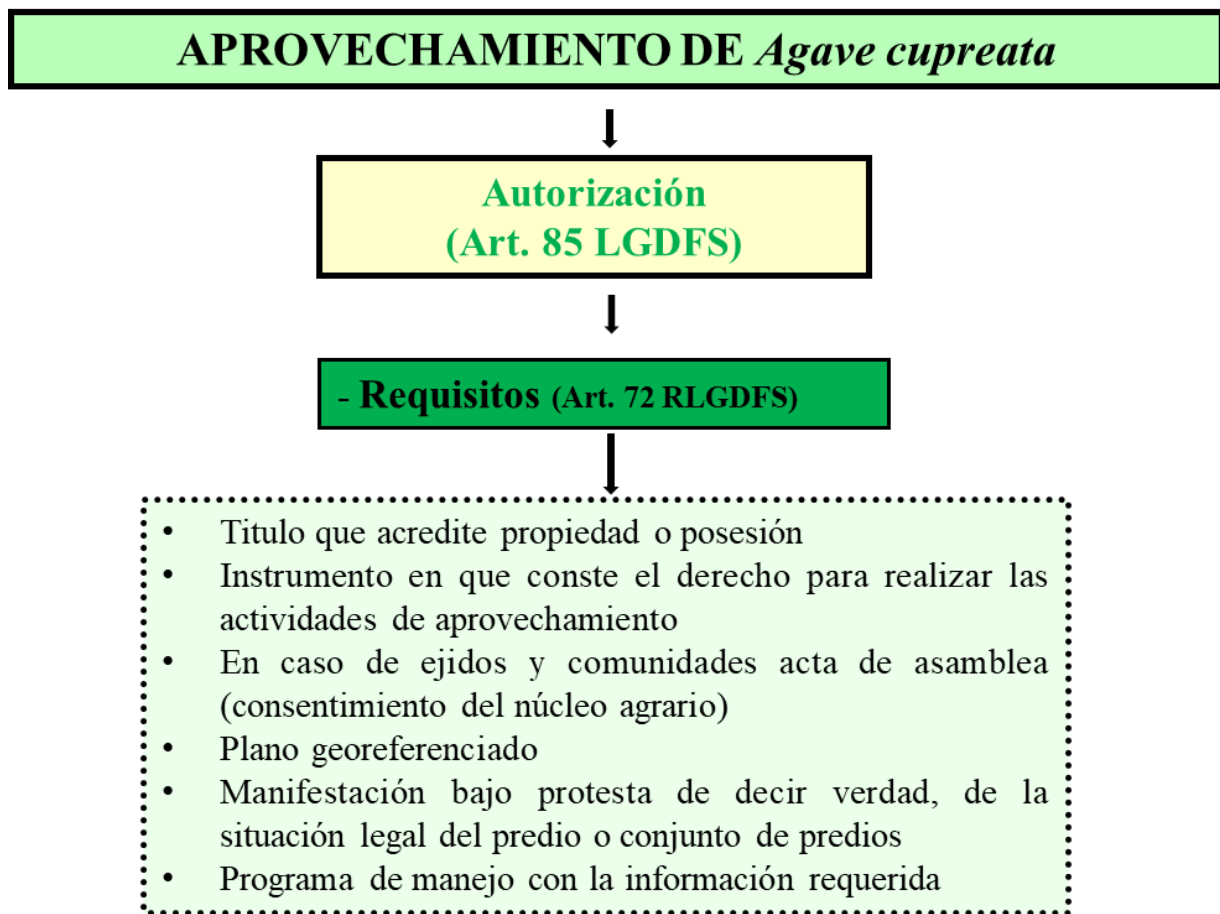 APROVECHAMIENTO DE Agave cupreata
Autorización
(Art. 85 LGDFS)
- Requisitos (Art. 72 RLGDFS)
• Titulo que acredite propiedad o posesión
• Instrumento en que conste el derecho para realizar las
actividades de aprovechamiento
• En caso de ejidos y comunidades acta de asamblea
(consentimiento del núcleo agrario)
• Plano georeferenciado
• Manifestación bajo protesta de decir verdad, de la
situación legal del predio o conjunto de predios
• Programa de manejo con la información requerida